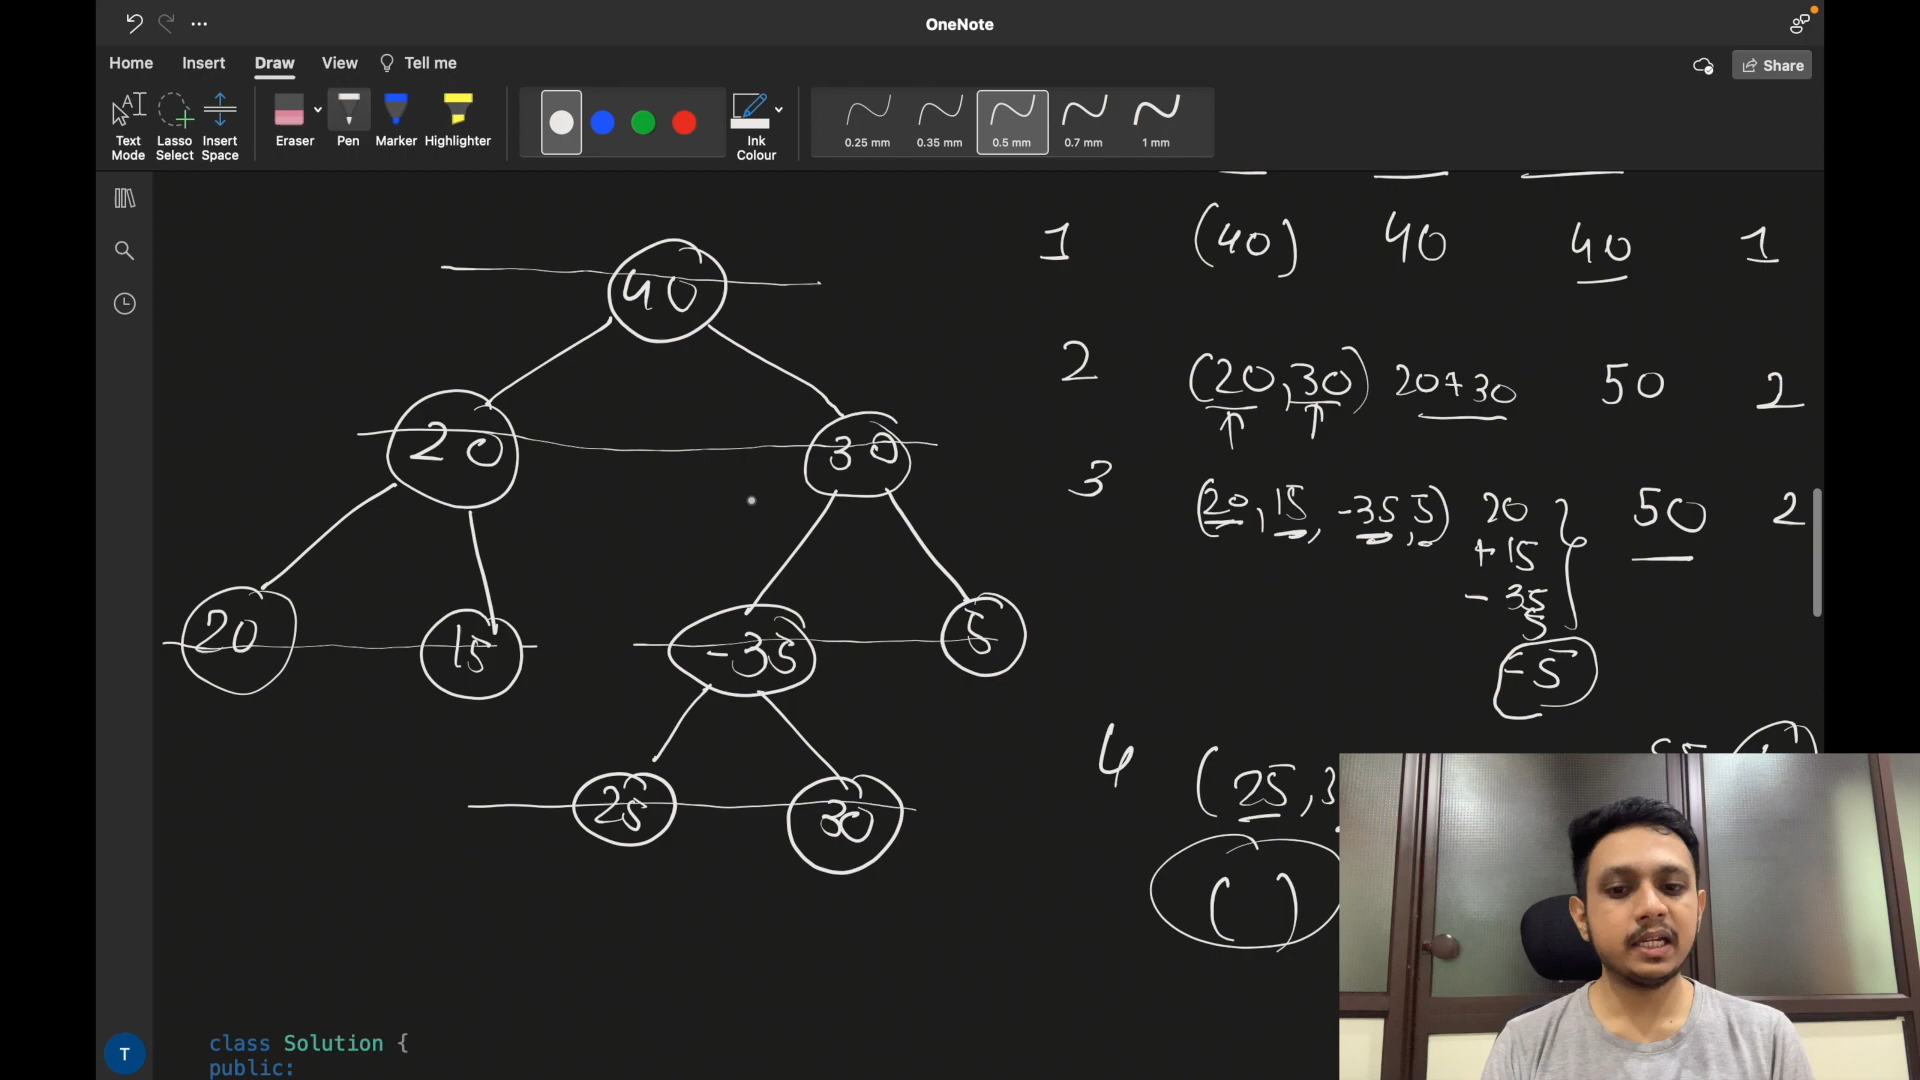 OneNote
Home Insert Draw View Tell me
Share
Text Mode
Lasso Select
Insert Space
Eraser
Pen
Marker
Highlighter
Ink Colour
0.25 mm
0.35 mm
0.5 mm
0.7 mm
1 mm
40
20 30
20 15 -35 5
25 30
1 (40) 40 40 1
2 (20,30) 20+30 50 2
3 (20,15,-35,5) 20 50 2
+15
-35
5
-5
4 (25,3
( )
class Solution {
public:
T